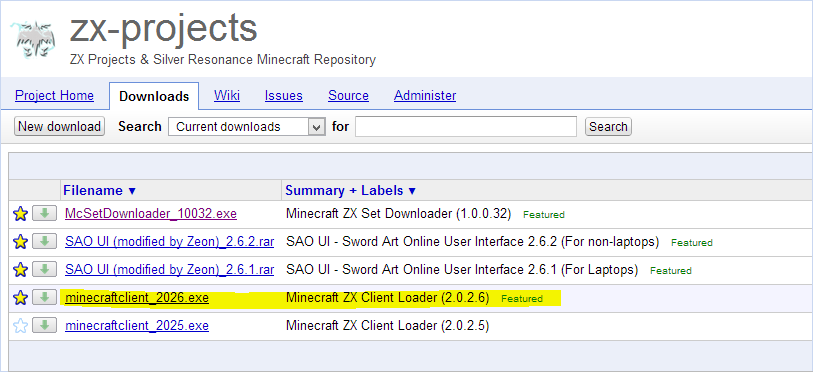 zx-projects
ZX Projects & Silver Resonance Minecraft Repository
Project Home Downloads Wiki Issues Source Administer
New download Search Current downloads for Search
Filename ▼ Summary + Labels ▼
McSetDownloader_10032.exe Minecraft ZX Set Downloader (1.0.0.32) Featured
SAO UI (modified by Zeon)_2.6.2.rar SAO UI - Sword Art Online User Interface 2.6.2 (For non-laptops) Featured
SAO UI (modified by Zeon)_2.6.1.rar SAO UI - Sword Art Online User Interface 2.6.1 (For Laptops) Featured
minecraftclient_2026.exe Minecraft ZX Client Loader (2.0.2.6) Featured
minecraftclient_2025.exe Minecraft ZX Client Loader (2.0.2.5)